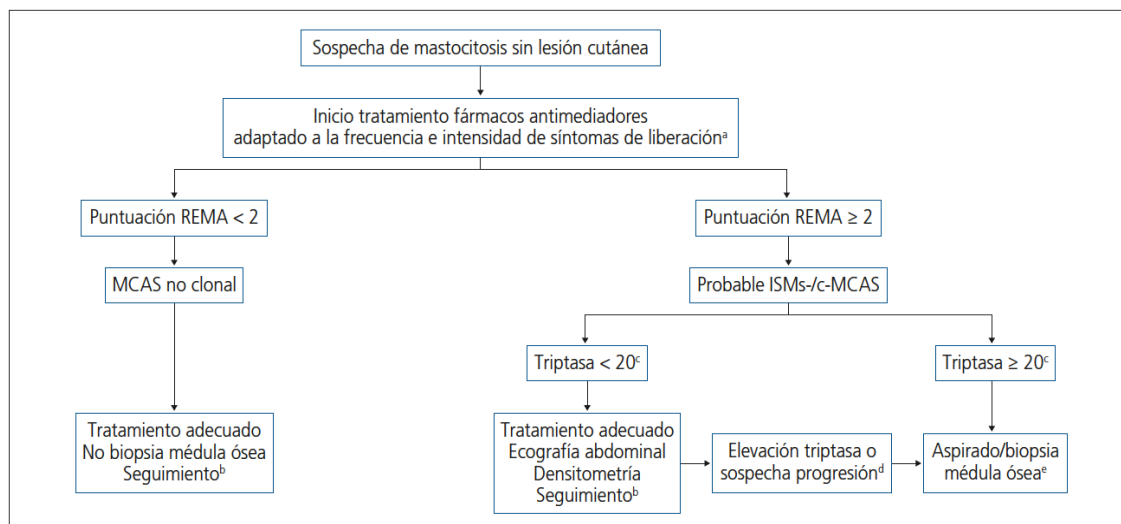 Sospecha de mastocitosis sin lesión cutánea
Inicio tratamiento fármacos antimediadores
adaptado a la frecuencia e intensidad de síntomas de liberaciónᵃ
Puntuación REMA < 2
Puntuación REMA ≥ 2
MCAS no clonal
Probable ISMs-/c-MCAS
Triptasa < 20ᶜ
Triptasa ≥ 20ᶜ
Tratamiento adecuado
No biopsia médula ósea
Seguimientoᵇ
Tratamiento adecuado
Ecografía abdominal
Densitometría
Seguimientoᵇ
Elevación triptasa o
sospecha progresiónᵈ
Aspirado/biopsia
médula óseaᵉ